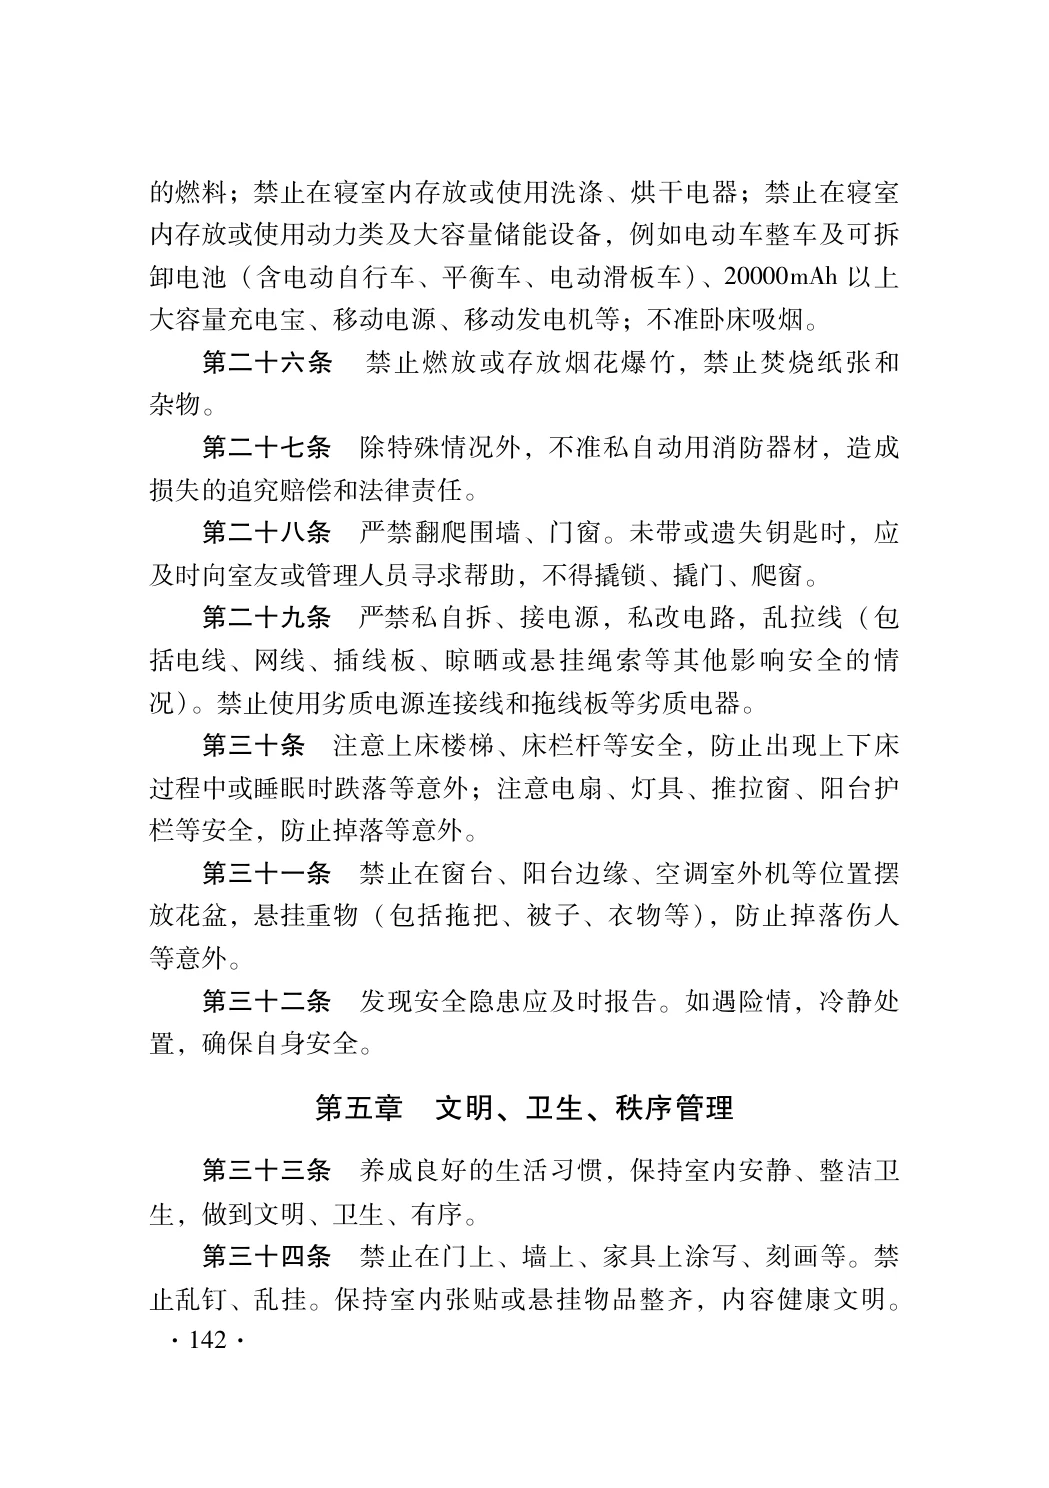 的燃料；禁止在寝室内存放或使用洗涤、烘干电器；禁止在寝室
内存放或使用动力类及大容量储能设备，例如电动车整车及可拆
卸电池（含电动自行车、平衡车、电动滑板车）、20000mAh 以上
大容量充电宝、移动电源、移动发电机等；不准卧床吸烟。
第二十六条　禁止燃放或存放烟花爆竹，禁止焚烧纸张和
杂物。
第二十七条　除特殊情况外，不准私自动用消防器材，造成
损失的追究赔偿和法律责任。
第二十八条　严禁翻爬围墙、门窗。未带或遗失钥匙时，应
及时向室友或管理人员寻求帮助，不得撬锁、撬门、爬窗。
第二十九条　严禁私自拆、接电源，私改电路，乱拉线（包
括电线、网线、插线板、晾晒或悬挂绳索等其他影响安全的情
况）。禁止使用劣质电源连接线和拖线板等劣质电器。
第三十条　注意上床楼梯、床栏杆等安全，防止出现上下床
过程中或睡眠时跌落等意外；注意电扇、灯具、推拉窗、阳台护
栏等安全，防止掉落等意外。
第三十一条　禁止在窗台、阳台边缘、空调室外机等位置摆
放花盆，悬挂重物（包括拖把、被子、衣物等），防止掉落伤人
等意外。
第三十二条　发现安全隐患应及时报告。如遇险情，冷静处
置，确保自身安全。
第五章　文明、卫生、秩序管理
第三十三条　养成良好的生活习惯，保持室内安静、整洁卫
生，做到文明、卫生、有序。
第三十四条　禁止在门上、墙上、家具上涂写、刻画等。禁
止乱钉、乱挂。保持室内张贴或悬挂物品整齐，内容健康文明。
· 142 ·